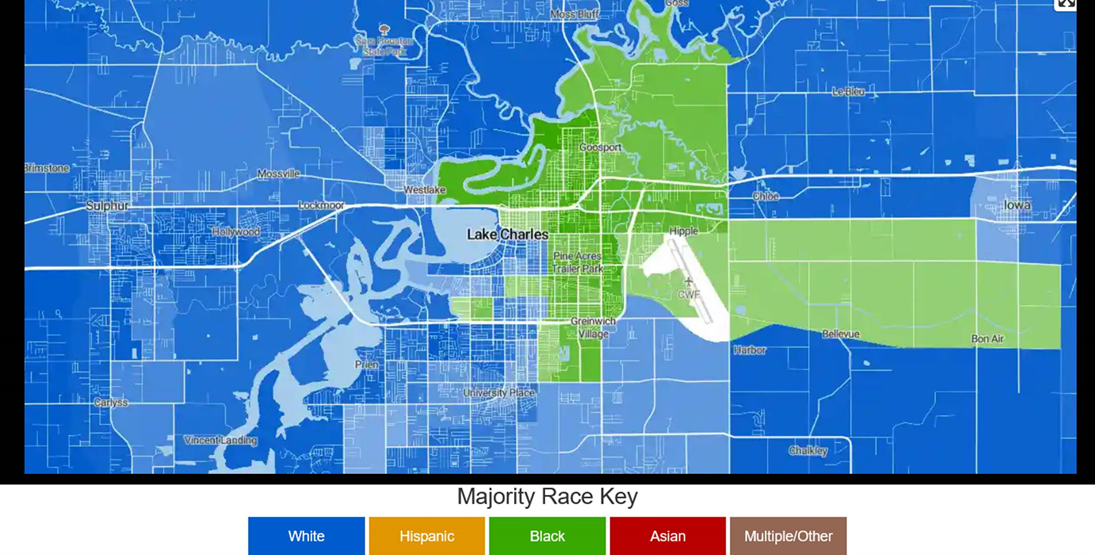 Moss Bluff
Goss
Sam Houston
State Park
Le Bleu
Goosport
Brimstone
Mossville
Westlake
Chloe
Sulphur
Lockmoor
Iowa
Hollywood
Lake Charles
Hipple
Pine Acres
Trailer Park
CWF
Greinwich
Village
Bellevue
Bon Air
Harbor
Prien
University Place
Carlyss
Vincent Landing
Chalkley
Majority Race Key
White
Hispanic
Black
Asian
Multiple/Other